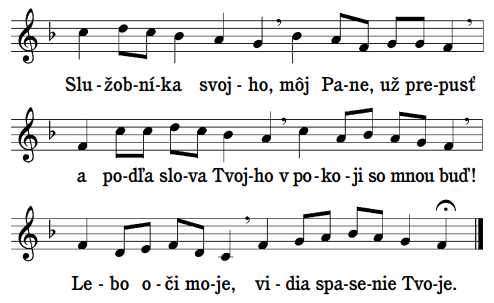 Slu - žob-ní-ka svoj - ho, môj Pa-ne, už pre-pusť
a po-dľa slo-va Tvoj-ho v po-ko-ji so mnou buď!
Le - bo o - či mo-je, vi - dia spa-se-nie Tvo-je.